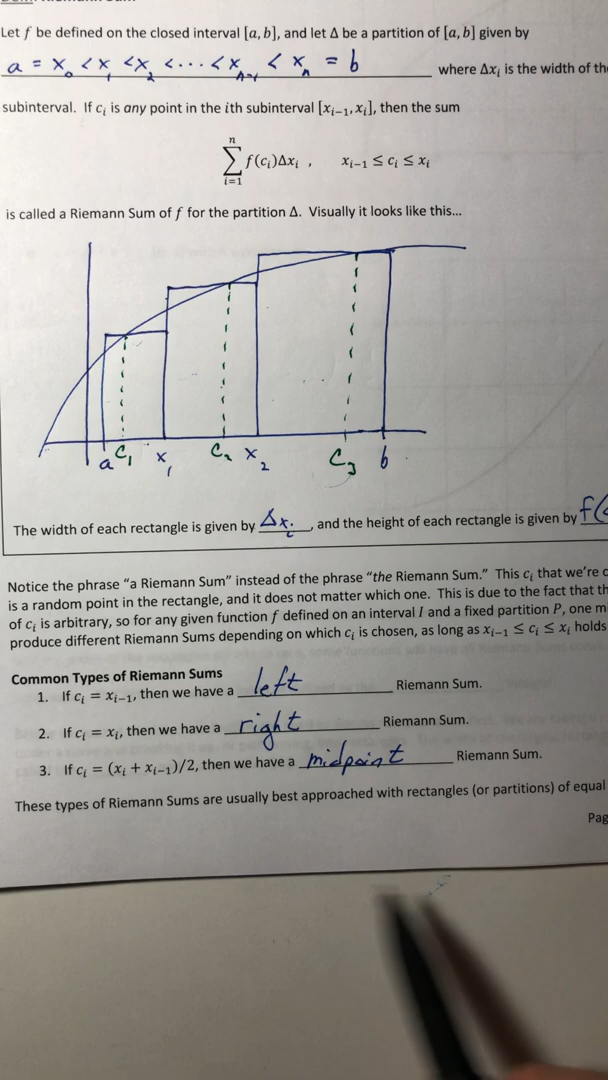 Let f be defined on the closed interval [a, b], and let Δ be a partition of [a, b] given by
a = x₀ < x₁ < x₂ < ... < xₙ₋₁ < xₙ = b where Δxᵢ is the width of the
subinterval. If cᵢ is any point in the ith subinterval [xᵢ₋₁, xᵢ], then the sum
n
∑ f(cᵢ)Δxᵢ , xᵢ₋₁ ≤ cᵢ ≤ xᵢ
i=1
is called a Riemann Sum of f for the partition Δ. Visually it looks like this...
a C₁ x₁ C₂ x₂ C₃ b
The width of each rectangle is given by Δxᵢ, and the height of each rectangle is given by f(
Notice the phrase "a Riemann Sum" instead of the phrase "the Riemann Sum." This cᵢ that we're
is a random point in the rectangle, and it does not matter which one. This is due to the fact that
of cᵢ is arbitrary, so for any given function f defined on an interval I and a fixed partition P, one
produce different Riemann Sums depending on which cᵢ is chosen, as long as xᵢ₋₁ ≤ cᵢ ≤ xᵢ holds
Common Types of Riemann Sums
1. If cᵢ = xᵢ₋₁, then we have a left Riemann Sum.
2. If cᵢ = xᵢ, then we have a right Riemann Sum.
3. If cᵢ = (xᵢ + xᵢ₋₁)/2, then we have a midpoint Riemann Sum.
These types of Riemann Sums are usually best approached with rectangles (or partitions) of equal
Pag